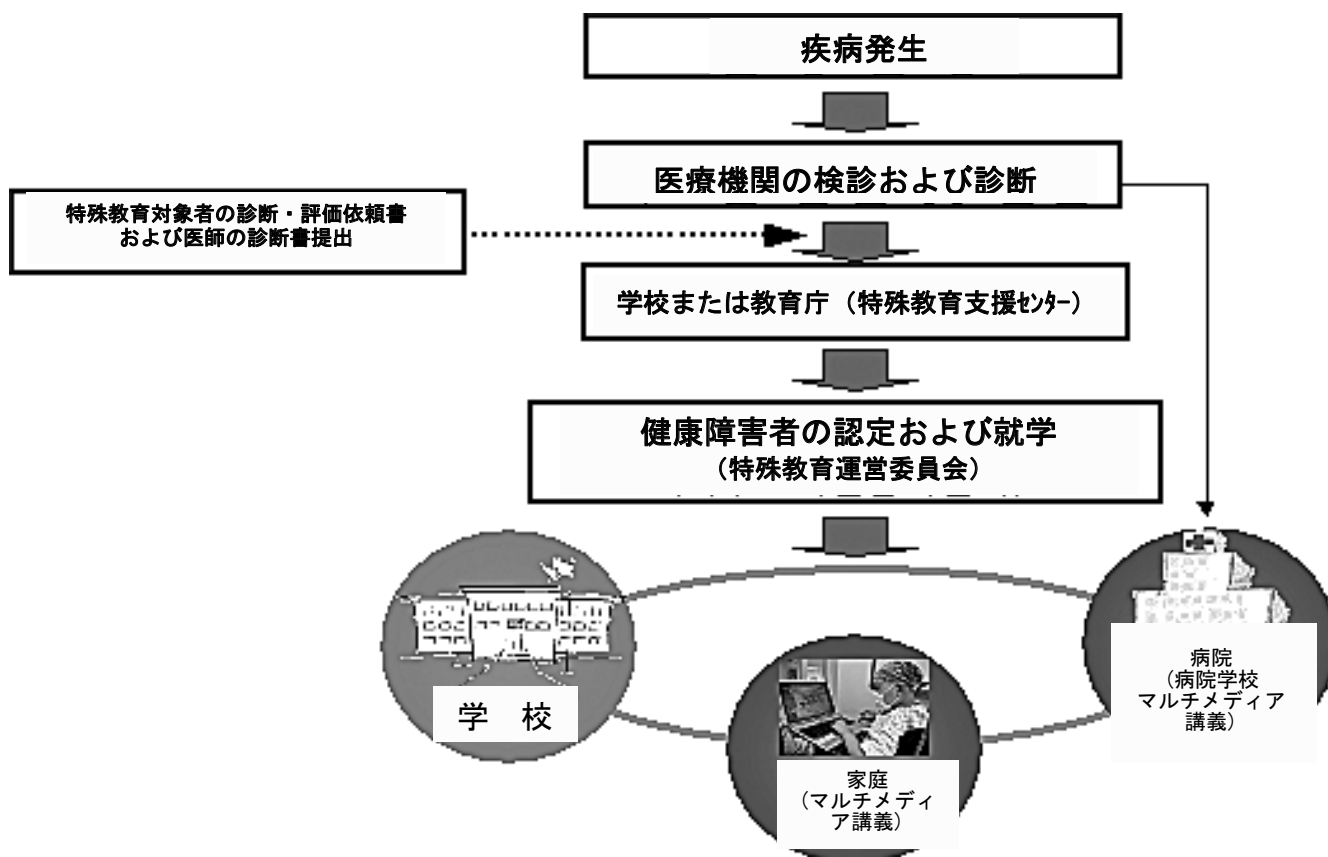 疾病発生
医療機関の検診および診断
特殊教育対象者の診断・評価依頼書
および医師の診断書提出
学校または教育庁（特殊教育支援ｾﾝﾀｰ）
健康障害者の認定および就学
（特殊教育運営委員会）
学　校
家庭
（マルチメディ
ア講義）
病院
（病院学校
マルチメディア
講義）